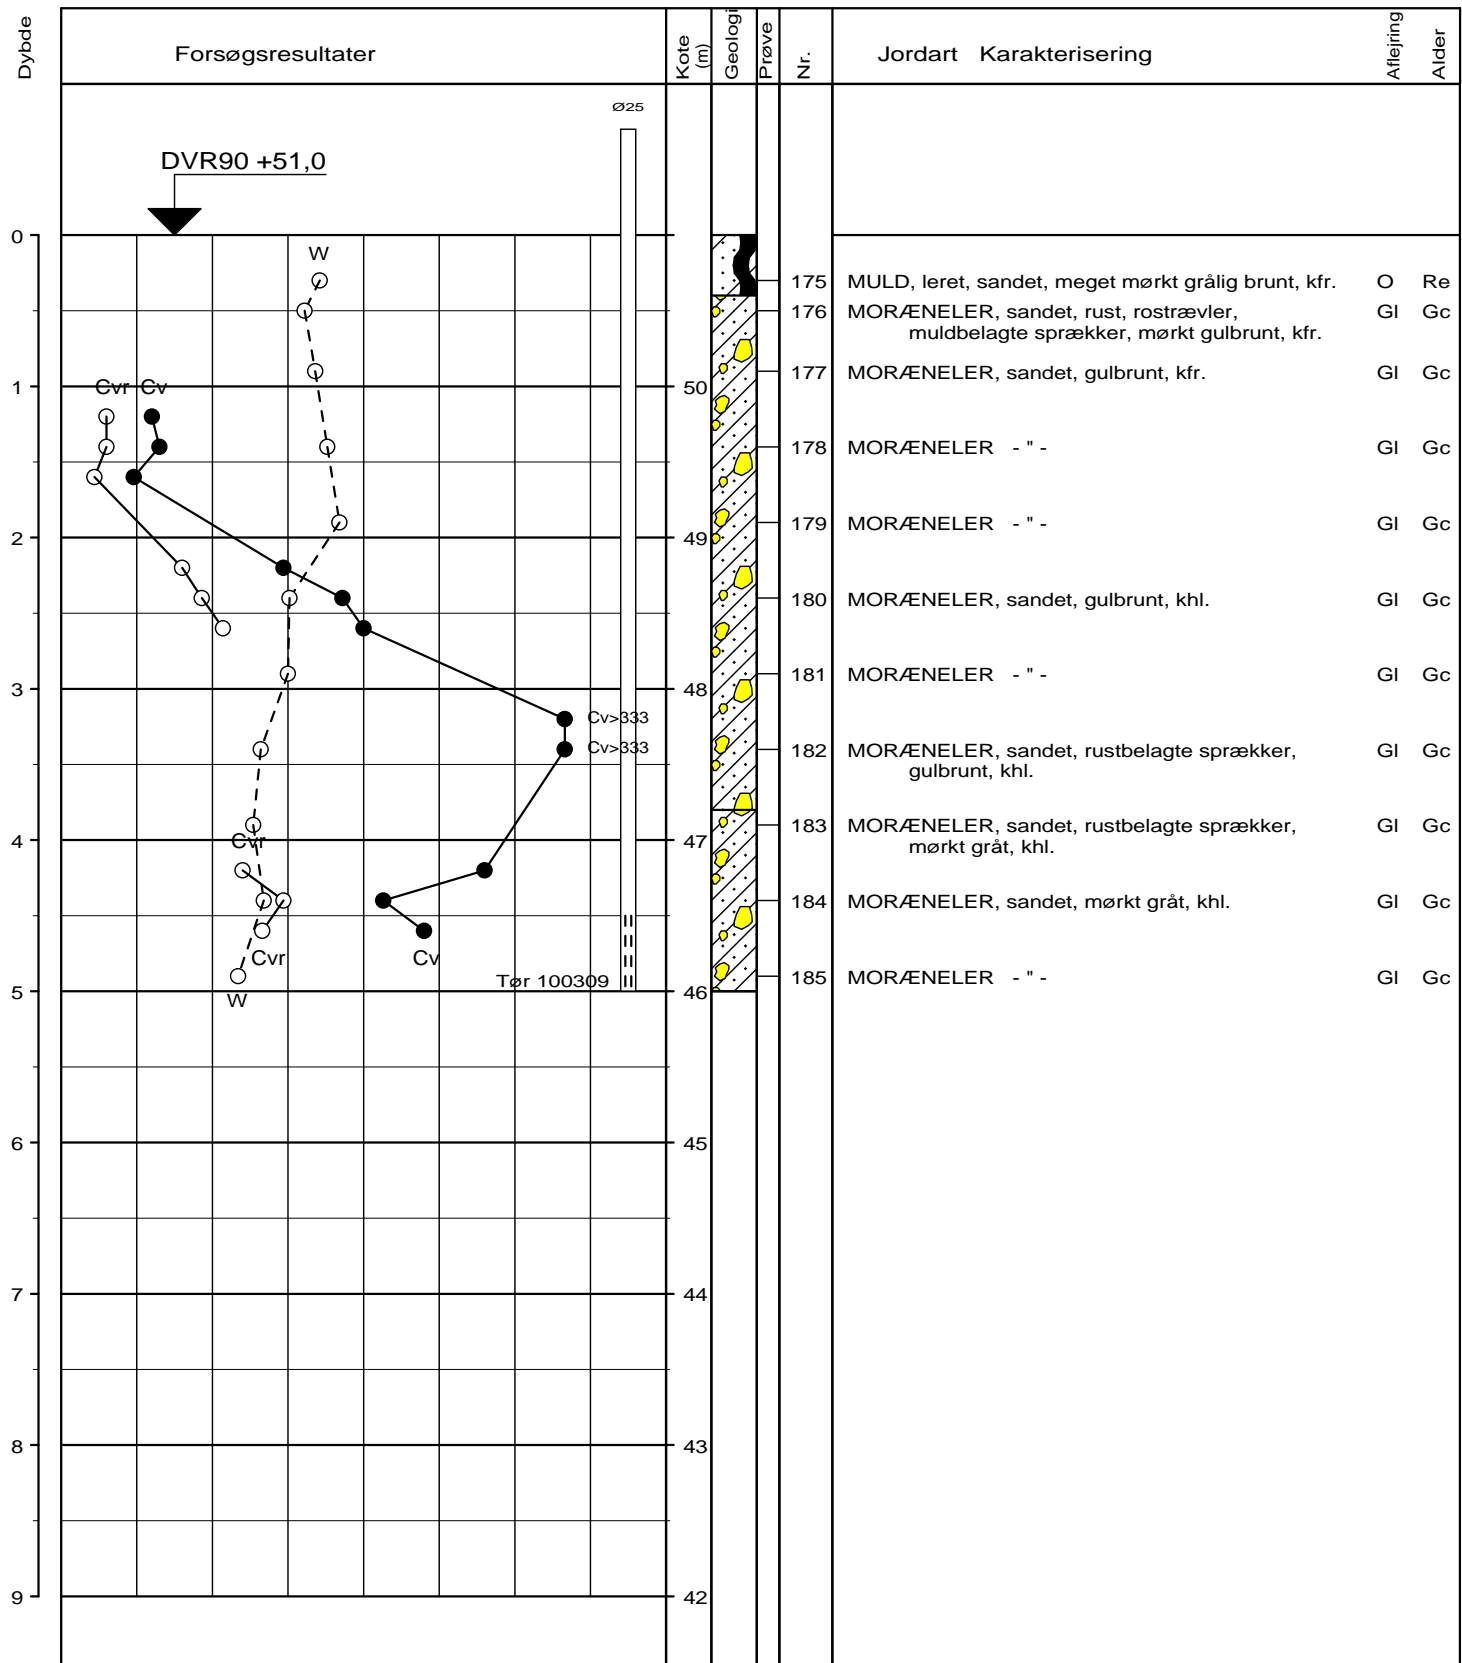 Dybde
Forsøgsresultater
Kote
(m)
Geologi
Prøve
Nr.
Jordart Karakterisering
Aflejring
Alder
Ø25
DVR90 +51,0
0
W
175 MULD, leret, sandet, meget mørkt grålig brunt, kfr. O Re
176 MORÆNELER, sandet, rust, rostrævler, Gl Gc
muldbelagte sprækker, mørkt gulbrunt, kfr.
177 MORÆNELER, sandet, gulbrunt, kfr. Gl Gc
1 Cvr Cv 50
178 MORÆNELER - " - Gl Gc
179 MORÆNELER - " - Gl Gc
2 49
180 MORÆNELER, sandet, gulbrunt, khl. Gl Gc
181 MORÆNELER - " - Gl Gc
3 48
Cv>333
Cv>333
182 MORÆNELER, sandet, rustbelagte sprækker, Gl Gc
gulbrunt, khl.
183 MORÆNELER, sandet, rustbelagte sprækker, Gl Gc
mørkt gråt, khl.
4 Cvr 47
184 MORÆNELER, sandet, mørkt gråt, khl. Gl Gc
Cvr Cv
185 MORÆNELER - " - Gl Gc
Tør 100309
5 46
W
6 45
7 44
8 43
9 42